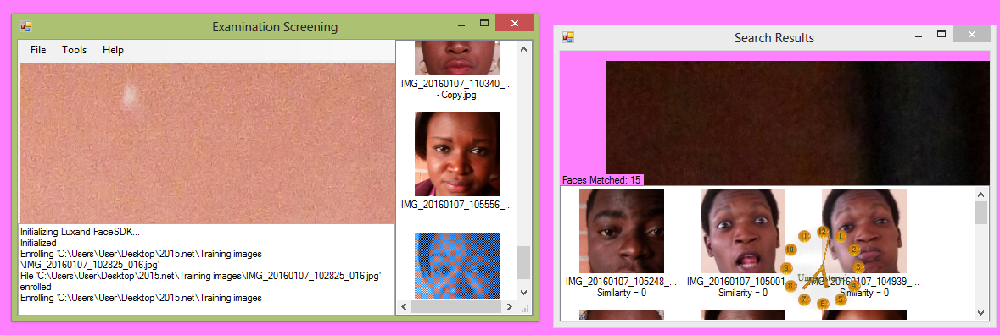 Examination Screening
File Tools Help
IMG_20160107_110340_...
- Copy.jpg
IMG_20160107_105556_...
Initializing Luxand FaceSDK...
Initialized
Enrolling 'C:\Users\User\Desktop\2015.net\Training images
\IMG_20160107_102825_016.jpg'
File 'C:\Users\User\Desktop\2015.net\Training images\IMG_20160107_102825_016.jpg'
enrolled
Enrolling 'C:\Users\User\Desktop\2015.net\Training images
Search Results
Faces Matched: 15
IMG_20160107_105248_...
Similarity = 0
IMG_20160107_105001
Similarity = 0
IMG_20160107_104939_...
Similarity = 0
12
1
2
3
4
5
6
7
8
9
10
11